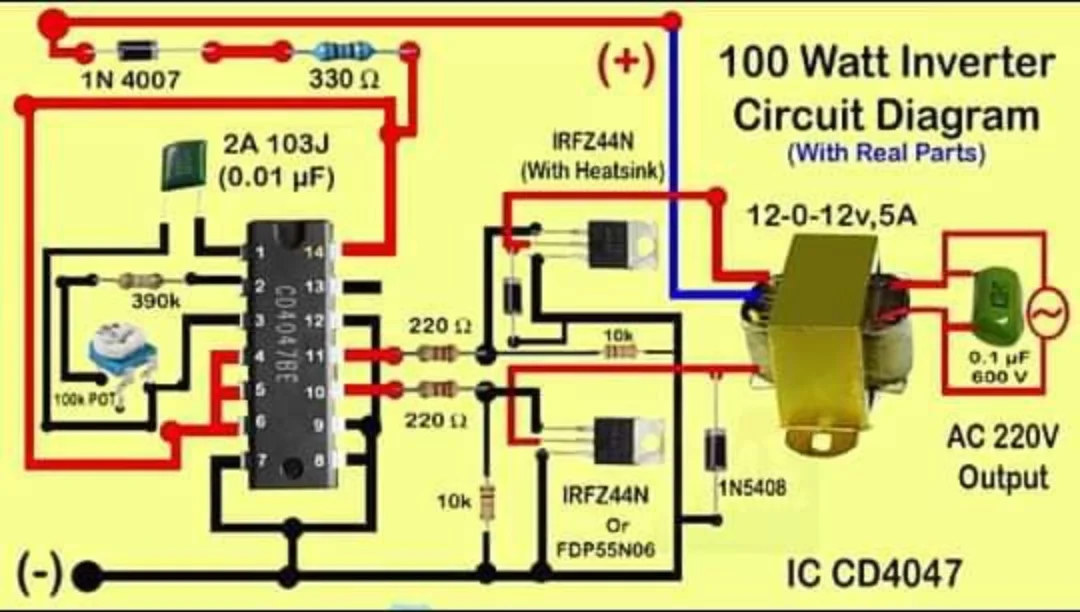 1N 4007
330 Ω
(+)
100 Watt Inverter
Circuit Diagram
(With Real Parts)
2A 103J
(0.01 µF)
IRFZ44N
(With Heatsink)
12-0-12v,5A
1
2
3
4
5
6
7
14
13
12
11
10
9
8
CD4047BE
390k
100k POT
220 Ω
220 Ω
10k
10k
IRFZ44N
Or
FDP55N06
1N5408
0.1 µF
600 V
AC 220V
Output
(-)
IC CD4047